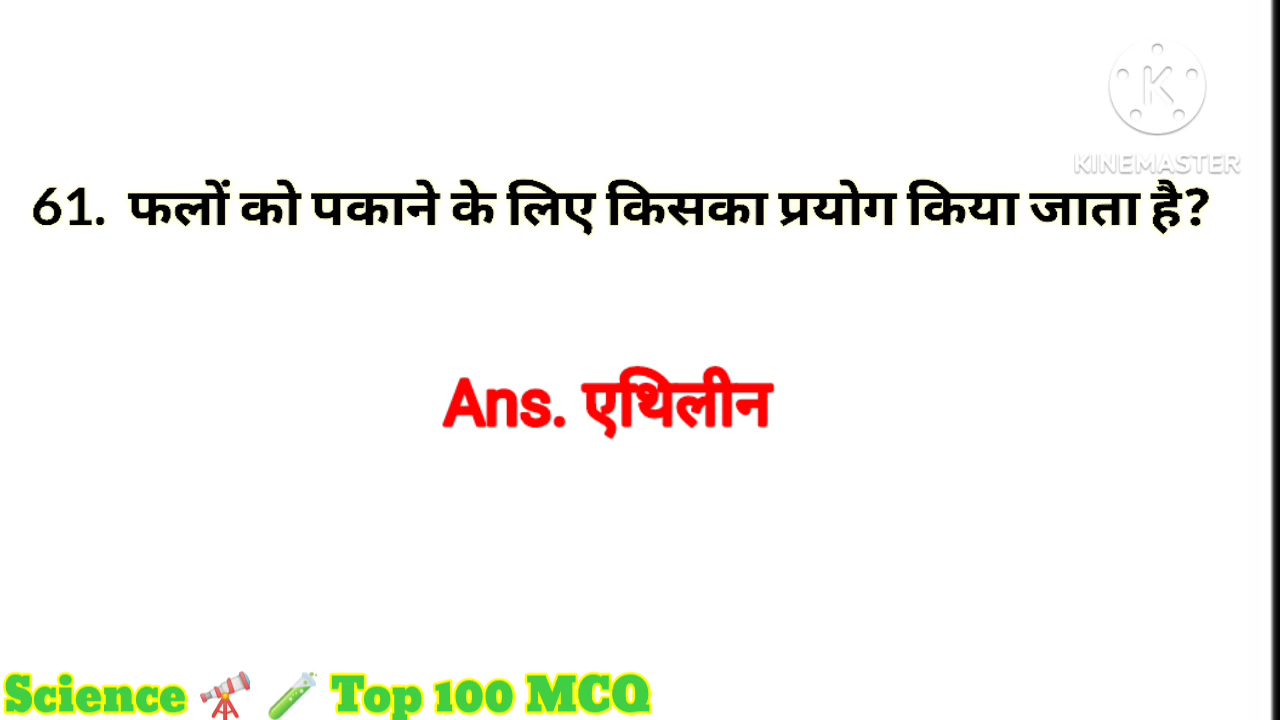 KINEMASTER
61. फलों को पकाने के लिए किसका प्रयोग किया जाता है?
Ans. एथिलीन
Science 🔭 🧪 Top 100 MCQ